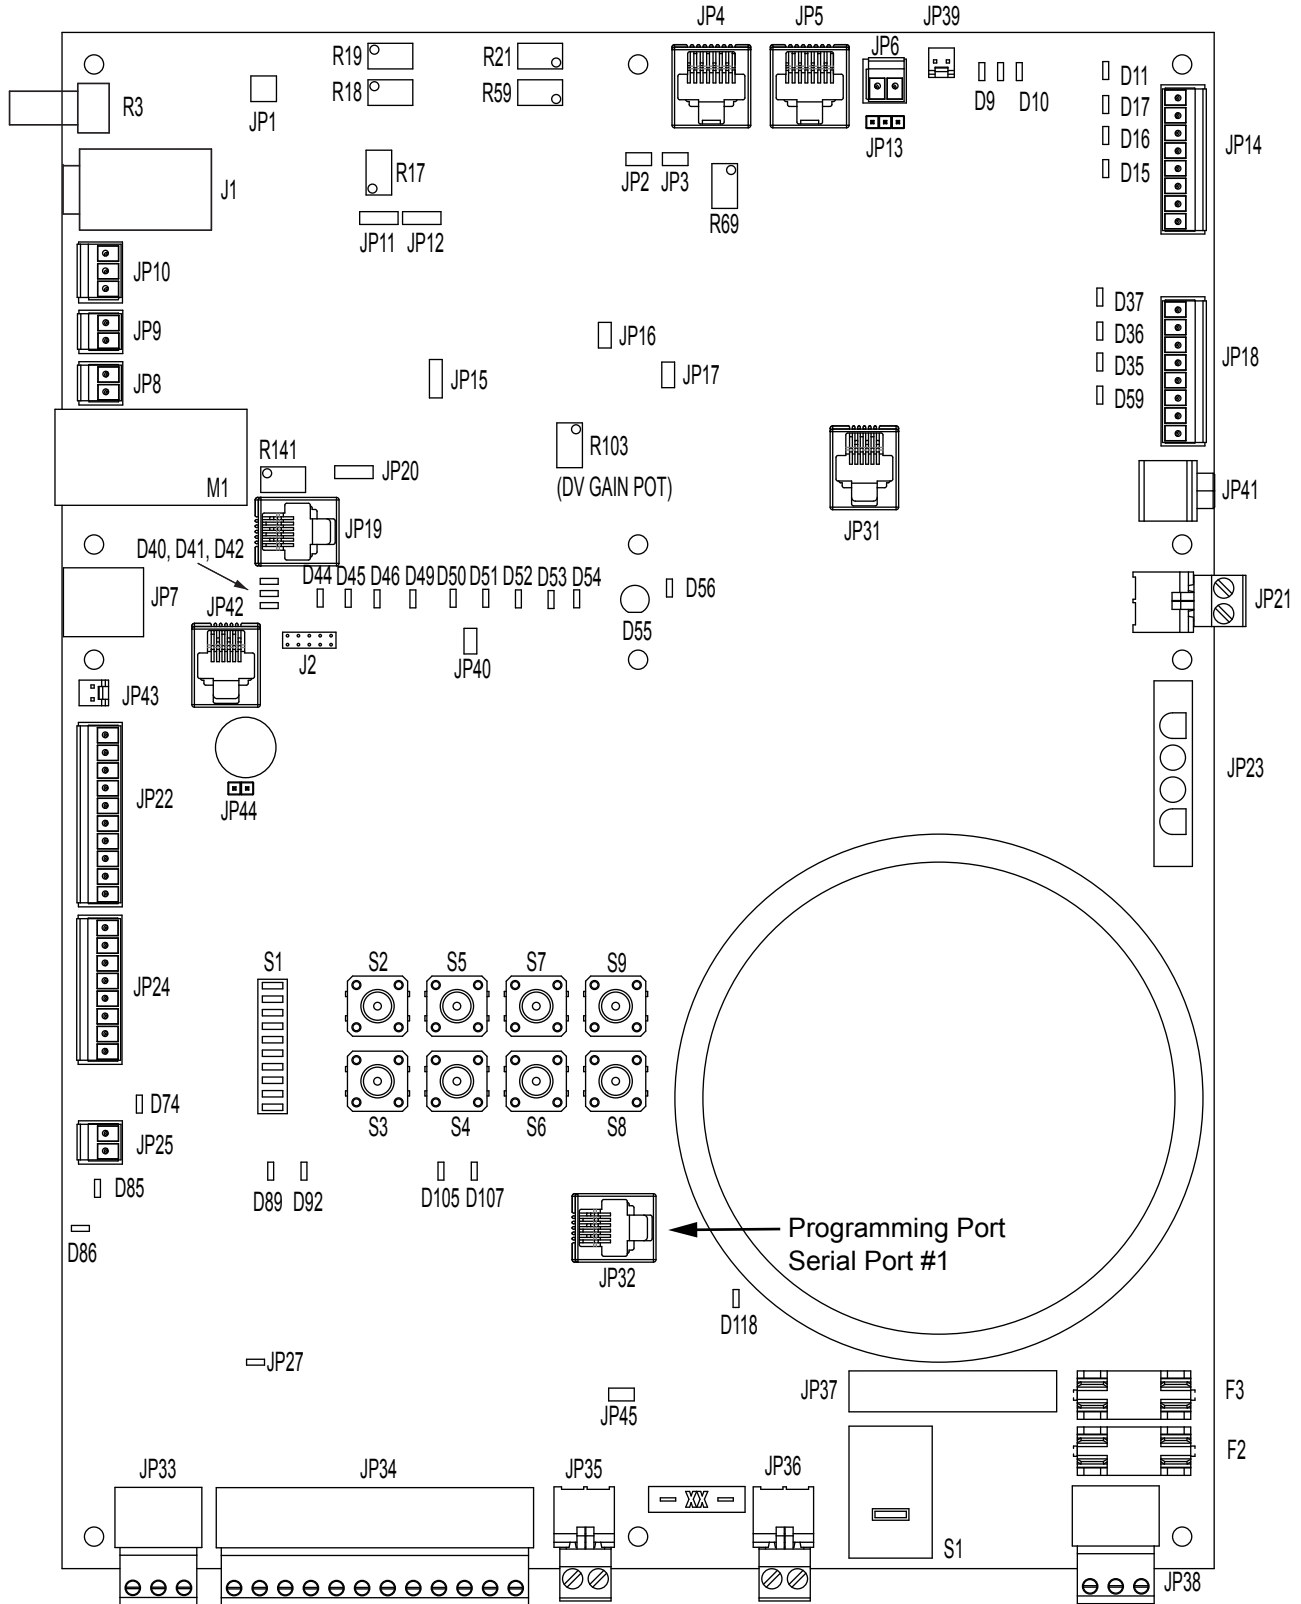 JP4
JP5
JP39
R19
R21
JP6
R18
R59
D11
R3
JP1
D9
D10
D17
JP13
D16
JP14
R17
JP2
JP3
D15
J1
R69
JP11
JP12
JP10
D37
JP9
JP16
D36
JP8
JP15
JP17
D35
JP18
D59
R141
R103
JP20
(DV GAIN POT)
M1
JP41
JP19
JP31
D40, D41, D42
D44
D45
D46
D49
D50
D51
D52
D53
D54
JP7
D56
JP42
JP21
D55
J2
JP40
JP43
JP23
JP22
JP44
S1
S2
S5
S7
S9
JP24
D74
S3
S4
S6
S8
JP25
D85
D89
D92
D105
D107
Programming Port
Serial Port #1
D86
JP32
D118
JP27
JP37
F3
JP45
F2
JP33
JP34
JP35
JP36
XX
S1
JP38